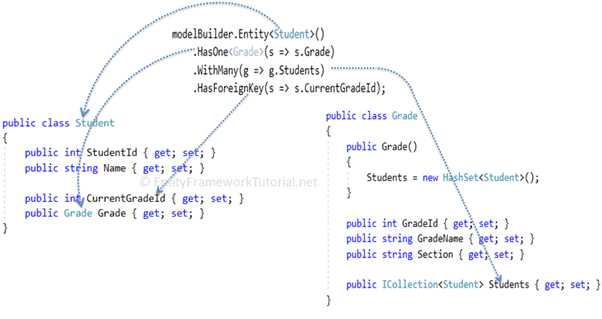 modelBuilder.Entity<Student>()
.HasOne<Grade>(s => s.Grade)
.WithMany(g => g.Students)
.HasForeignKey(s => s.CurrentGradeId);
public class Student
{
public int StudentId { get; set; }
public string Name { get; set; }
© EntityFrameworkTutorial.net
public int CurrentGradeId { get; set; }
public Grade Grade { get; set; }
}
public class Grade
{
public Grade()
{
Students = new HashSet<Student>();
}
public int GradeId { get; set; }
public string GradeName { get; set; }
public string Section { get; set; }
public ICollection<Student> Students { get; set; }
}